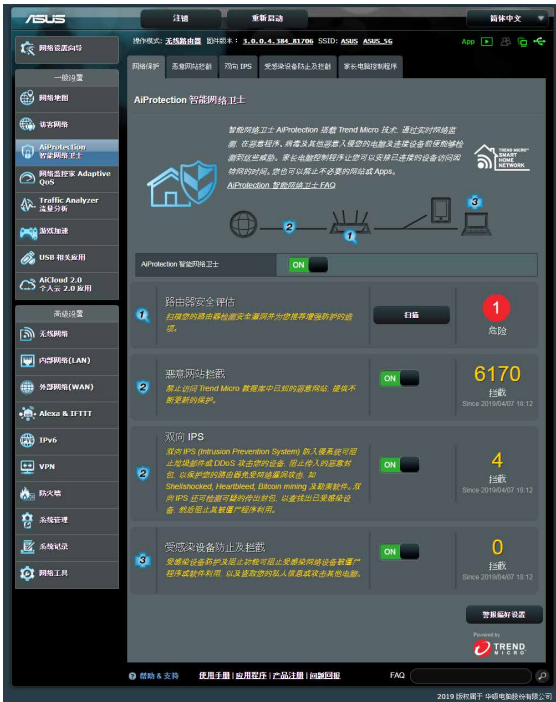 ASUS 注销 重新启动 简体中文
操作模式: 无线路由器 固件版本: 3.0.0.4.384_81706 SSID: ASUS ASUS_5G App
网络设置向导
网络保护 恶意网站拦截 双向 IPS 受感染设备防止及拦截 家长电脑控制程序
一般设置
网络地图
访客网络
AiProtection
智能网络卫士
网络监控家 Adaptive
QoS
Traffic Analyzer
流量分析
游戏加速
USB 相关应用
AiCloud 2.0
个人云 2.0 应用
高级设置
无线网络
内部网络(LAN)
外部网络(WAN)
Alexa & IFTTT
IPv6
VPN
防火墙
系统管理
系统记录
网络工具
AiProtection 智能网络卫士
智能网络卫士 AiProtection 搭载 Trend Micro 技术, 通过实时网络监
测, 在恶意程序、病毒及其他恶意入侵您的电脑及连接设备前便能够检
测到这些威胁。家长电脑控制程序让您可以安排已连接的设备访问因
特网的时间, 您也可以禁止不必要的网站或 Apps。
AiProtection 智能网络卫士 FAQ
TREND MICRO
SMART
HOME
NETWORK
3
2
1
AiProtection 智能网络卫士 ON
1
路由器安全评估
扫描您的路由器检测安全漏洞并为您推荐增强防护的选
项。
扫描
1
危险
2
恶意网站拦截
禁止访问 Trend Micro 数据库中已知的恶意网站, 提供不
断更新的保护。
ON
6170
拦截
Since 2019/04/07 18:12
2
双向 IPS
双向 IPS (Intrusion Prevention System) 防入侵系统可阻
止垃圾邮件或 DDoS 攻击您的设备, 阻止传入的恶意封
包, 以保护您的路由器免受网络漏洞攻击, 如
Shellshocked, Heartbleed, Bitcoin mining 及勒索软件。双
向 IPS 还可检测可疑的传出封包, 以查找出已受感染设
备, 然后阻止其被僵尸程序利用。
ON
4
拦截
Since 2019/04/07 18:12
3
受感染设备防止及拦截
受感染设备防护及阻止功能可阻止受感染网络设备被僵尸
程序或软件利用, 以及盗取您的私人信息或攻击其他电脑。
ON
0
拦截
Since 2019/04/07 18:12
警报偏好设置
Powered by
TREND
MICRO
帮助 & 支持 使用手册 | 应用程序 | 产品注册 | 问题回报 FAQ
2019 版权属于 华硕电脑股份有限公司